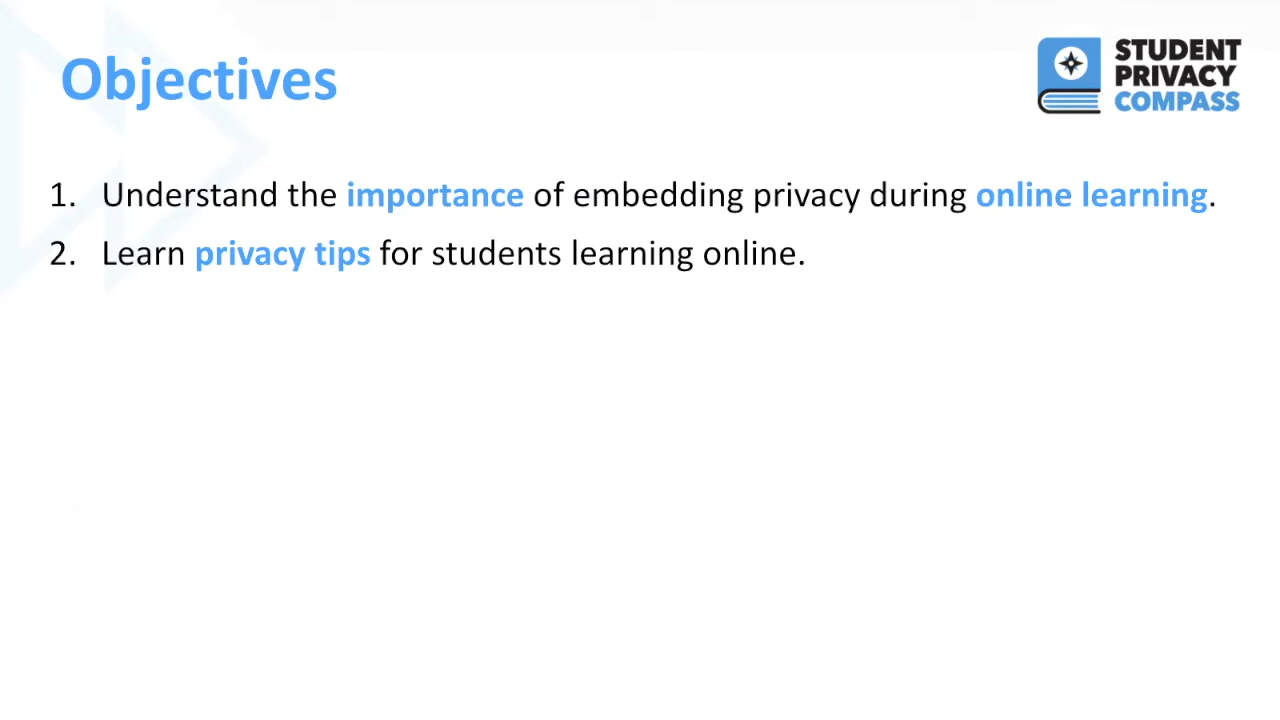 Objectives
STUDENT
PRIVACY
COMPASS
1. Understand the importance of embedding privacy during online learning.
2. Learn privacy tips for students learning online.